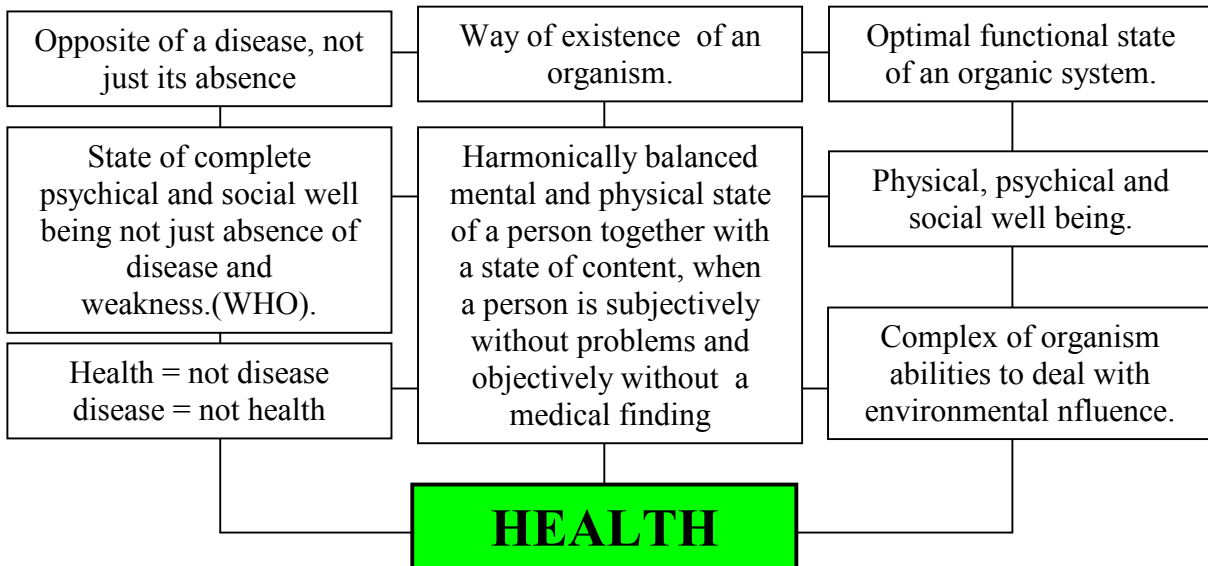 Opposite of a disease, not
just its absence
Way of existence of an
organism.
Optimal functional state
of an organic system.
State of complete
psychical and social well
being not just absence of
disease and
weakness.(WHO).
Harmonically balanced
mental and physical state
of a person together with
a state of content, when
a person is subjectively
without problems and
objectively without a
medical finding
Physical, psychical and
social well being.
Health = not disease
disease = not health
Complex of organism
abilities to deal with
environmental nfluence.
HEALTH